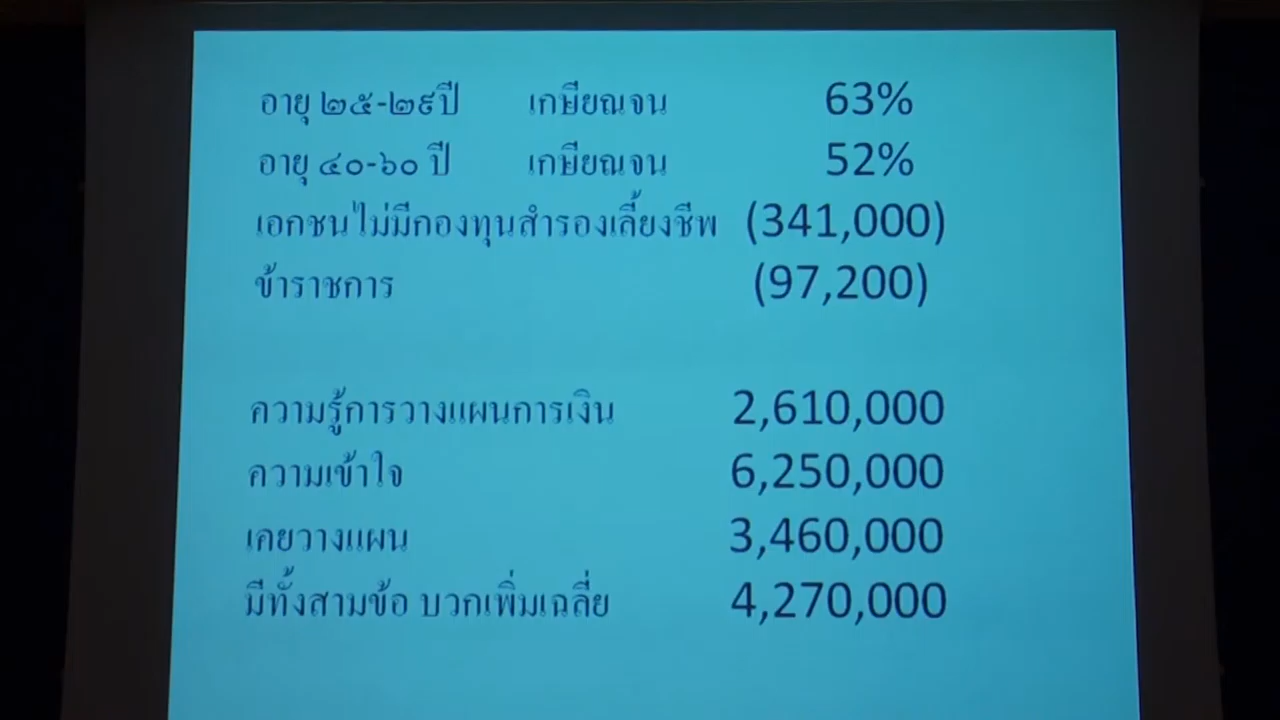 อายุ ๒๕-๒๙ปี เกษียณจน 63%
อายุ ๔๐-๖๐ ปี เกษียณจน 52%
เอกชนไม่มีกองทุนสำรองเลี้ยงชีพ (341,000)
ข้าราชการ (97,200)
ความรู้การวางแผนการเงิน 2,610,000
ความเข้าใจ 6,250,000
เคยวางแผน 3,460,000
มีทั้งสามข้อ บวกเพิ่มเฉลี่ย 4,270,000